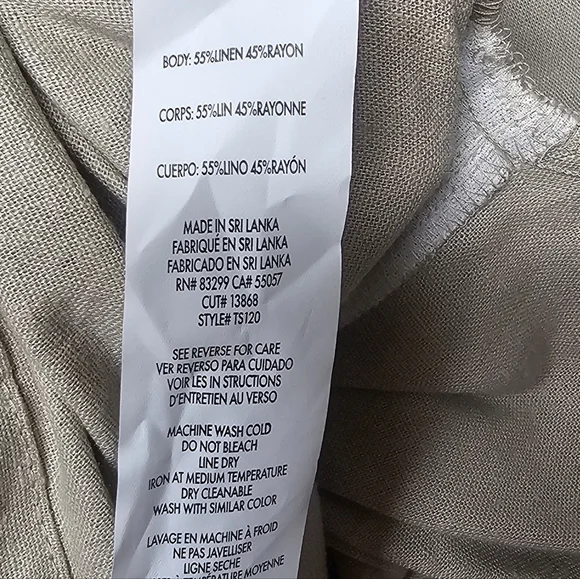 BODY: 55%LINEN 45%RAYON
CORPS: 55%LIN 45%RAYONNE
CUERPO: 55%LINO 45%RAYÓN
MADE IN SRI LANKA
FABRIQUÉ EN SRI LANKA
FABRICADO EN SRI LANKA
RN# 83299 CA# 55057
CUT# 13868
STYLE# TS120
SEE REVERSE FOR CARE
VER REVERSO PARA CUIDADO
VOIR LES IN STRUCTIONS
D'ENTRETIEN AU VERSO
MACHINE WASH COLD
DO NOT BLEACH
LINE DRY
IRON AT MEDIUM TEMPERATURE
DRY CLEANABLE
WASH WITH SIMILAR COLOR
LAVAGE EN MACHINE À FROID
NE PAS JAVELLISER
LIGNE SECHE
TEMPÉRATURE MOYENNE